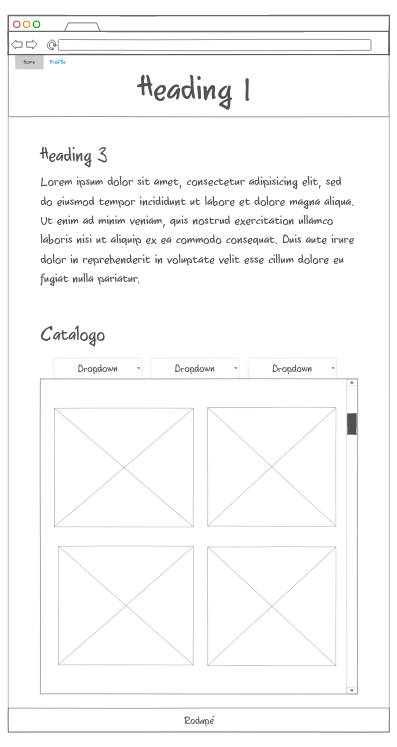 Home Profile
Heading 1
Heading 3
Lorem ipsum dolor sit amet, consectetur adipisicing elit, sed
do eiusmod tempor incididunt ut labore et dolore magna aliqua.
Ut enim ad minim veniam, quis nostrud exercitation ullamco
laboris nisi ut aliquip ex ea commodo consequat. Duis aute irure
dolor in reprehenderit in voluptate velit esse cillum dolore eu
fugiat nulla pariatur.
Catálogo
Dropdown Dropdown Dropdown
Rodapé